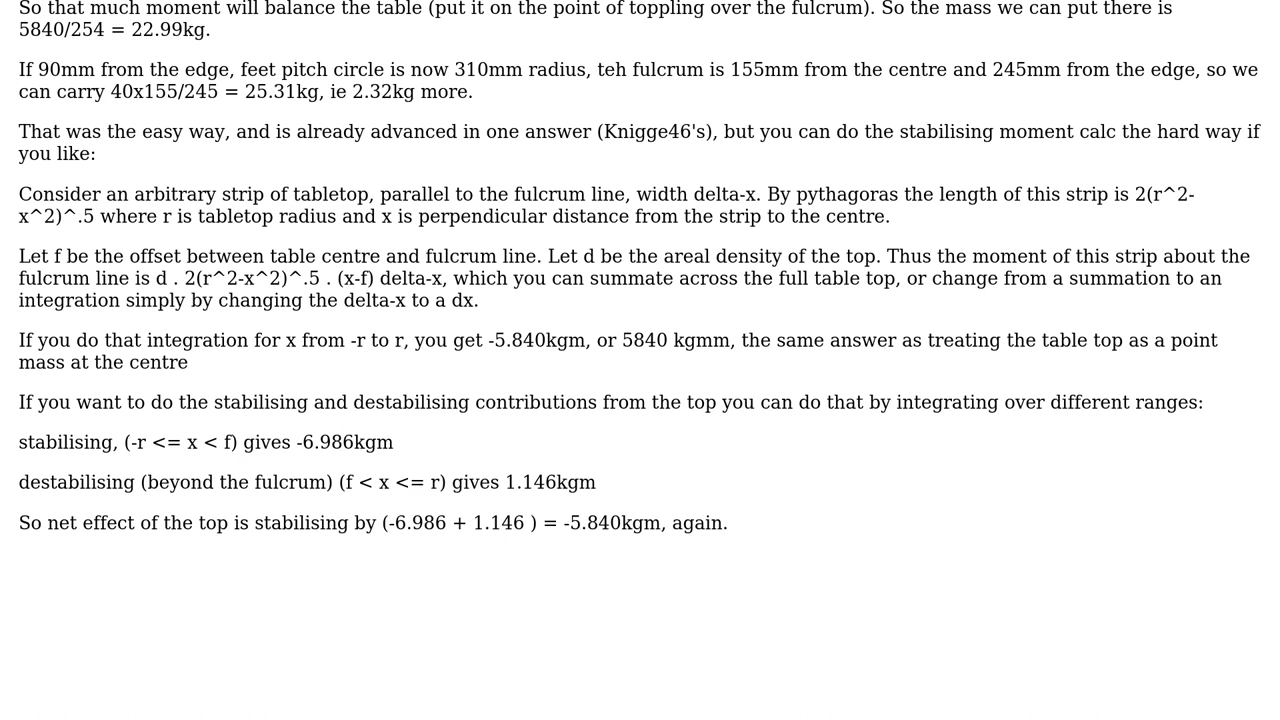 So that much moment will balance the table (put it on the point of toppling over the fulcrum). So the mass we can put there is
5840/254 = 22.99kg.
If 90mm from the edge, feet pitch circle is now 310mm radius, teh fulcrum is 155mm from the centre and 245mm from the edge, so we
can carry 40x155/245 = 25.31kg, ie 2.32kg more.
That was the easy way, and is already advanced in one answer (Knigge46's), but you can do the stabilising moment calc the hard way if
you like:
Consider an arbitrary strip of tabletop, parallel to the fulcrum line, width delta-x. By pythagoras the length of this strip is 2(r^2-
x^2)^.5 where r is tabletop radius and x is perpendicular distance from the strip to the centre.
Let f be the offset between table centre and fulcrum line. Let d be the areal density of the top. Thus the moment of this strip about the
fulcrum line is d . 2(r^2-x^2)^.5 . (x-f) delta-x, which you can summate across the full table top, or change from a summation to an
integration simply by changing the delta-x to a dx.
If you do that integration for x from -r to r, you get -5.840kgm, or 5840 kgmm, the same answer as treating the table top as a point
mass at the centre
If you want to do the stabilising and destabilising contributions from the top you can do that by integrating over different ranges:
stabilising, (-r <= x < f) gives -6.986kgm
destabilising (beyond the fulcrum) (f < x <= r) gives 1.146kgm
So net effect of the top is stabilising by (-6.986 + 1.146 ) = -5.840kgm, again.